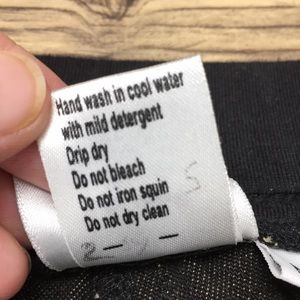 Hand wash in cool water
with mild detergent
Drip dry
Do not bleach
Do not iron squin
Do not dry clean
S